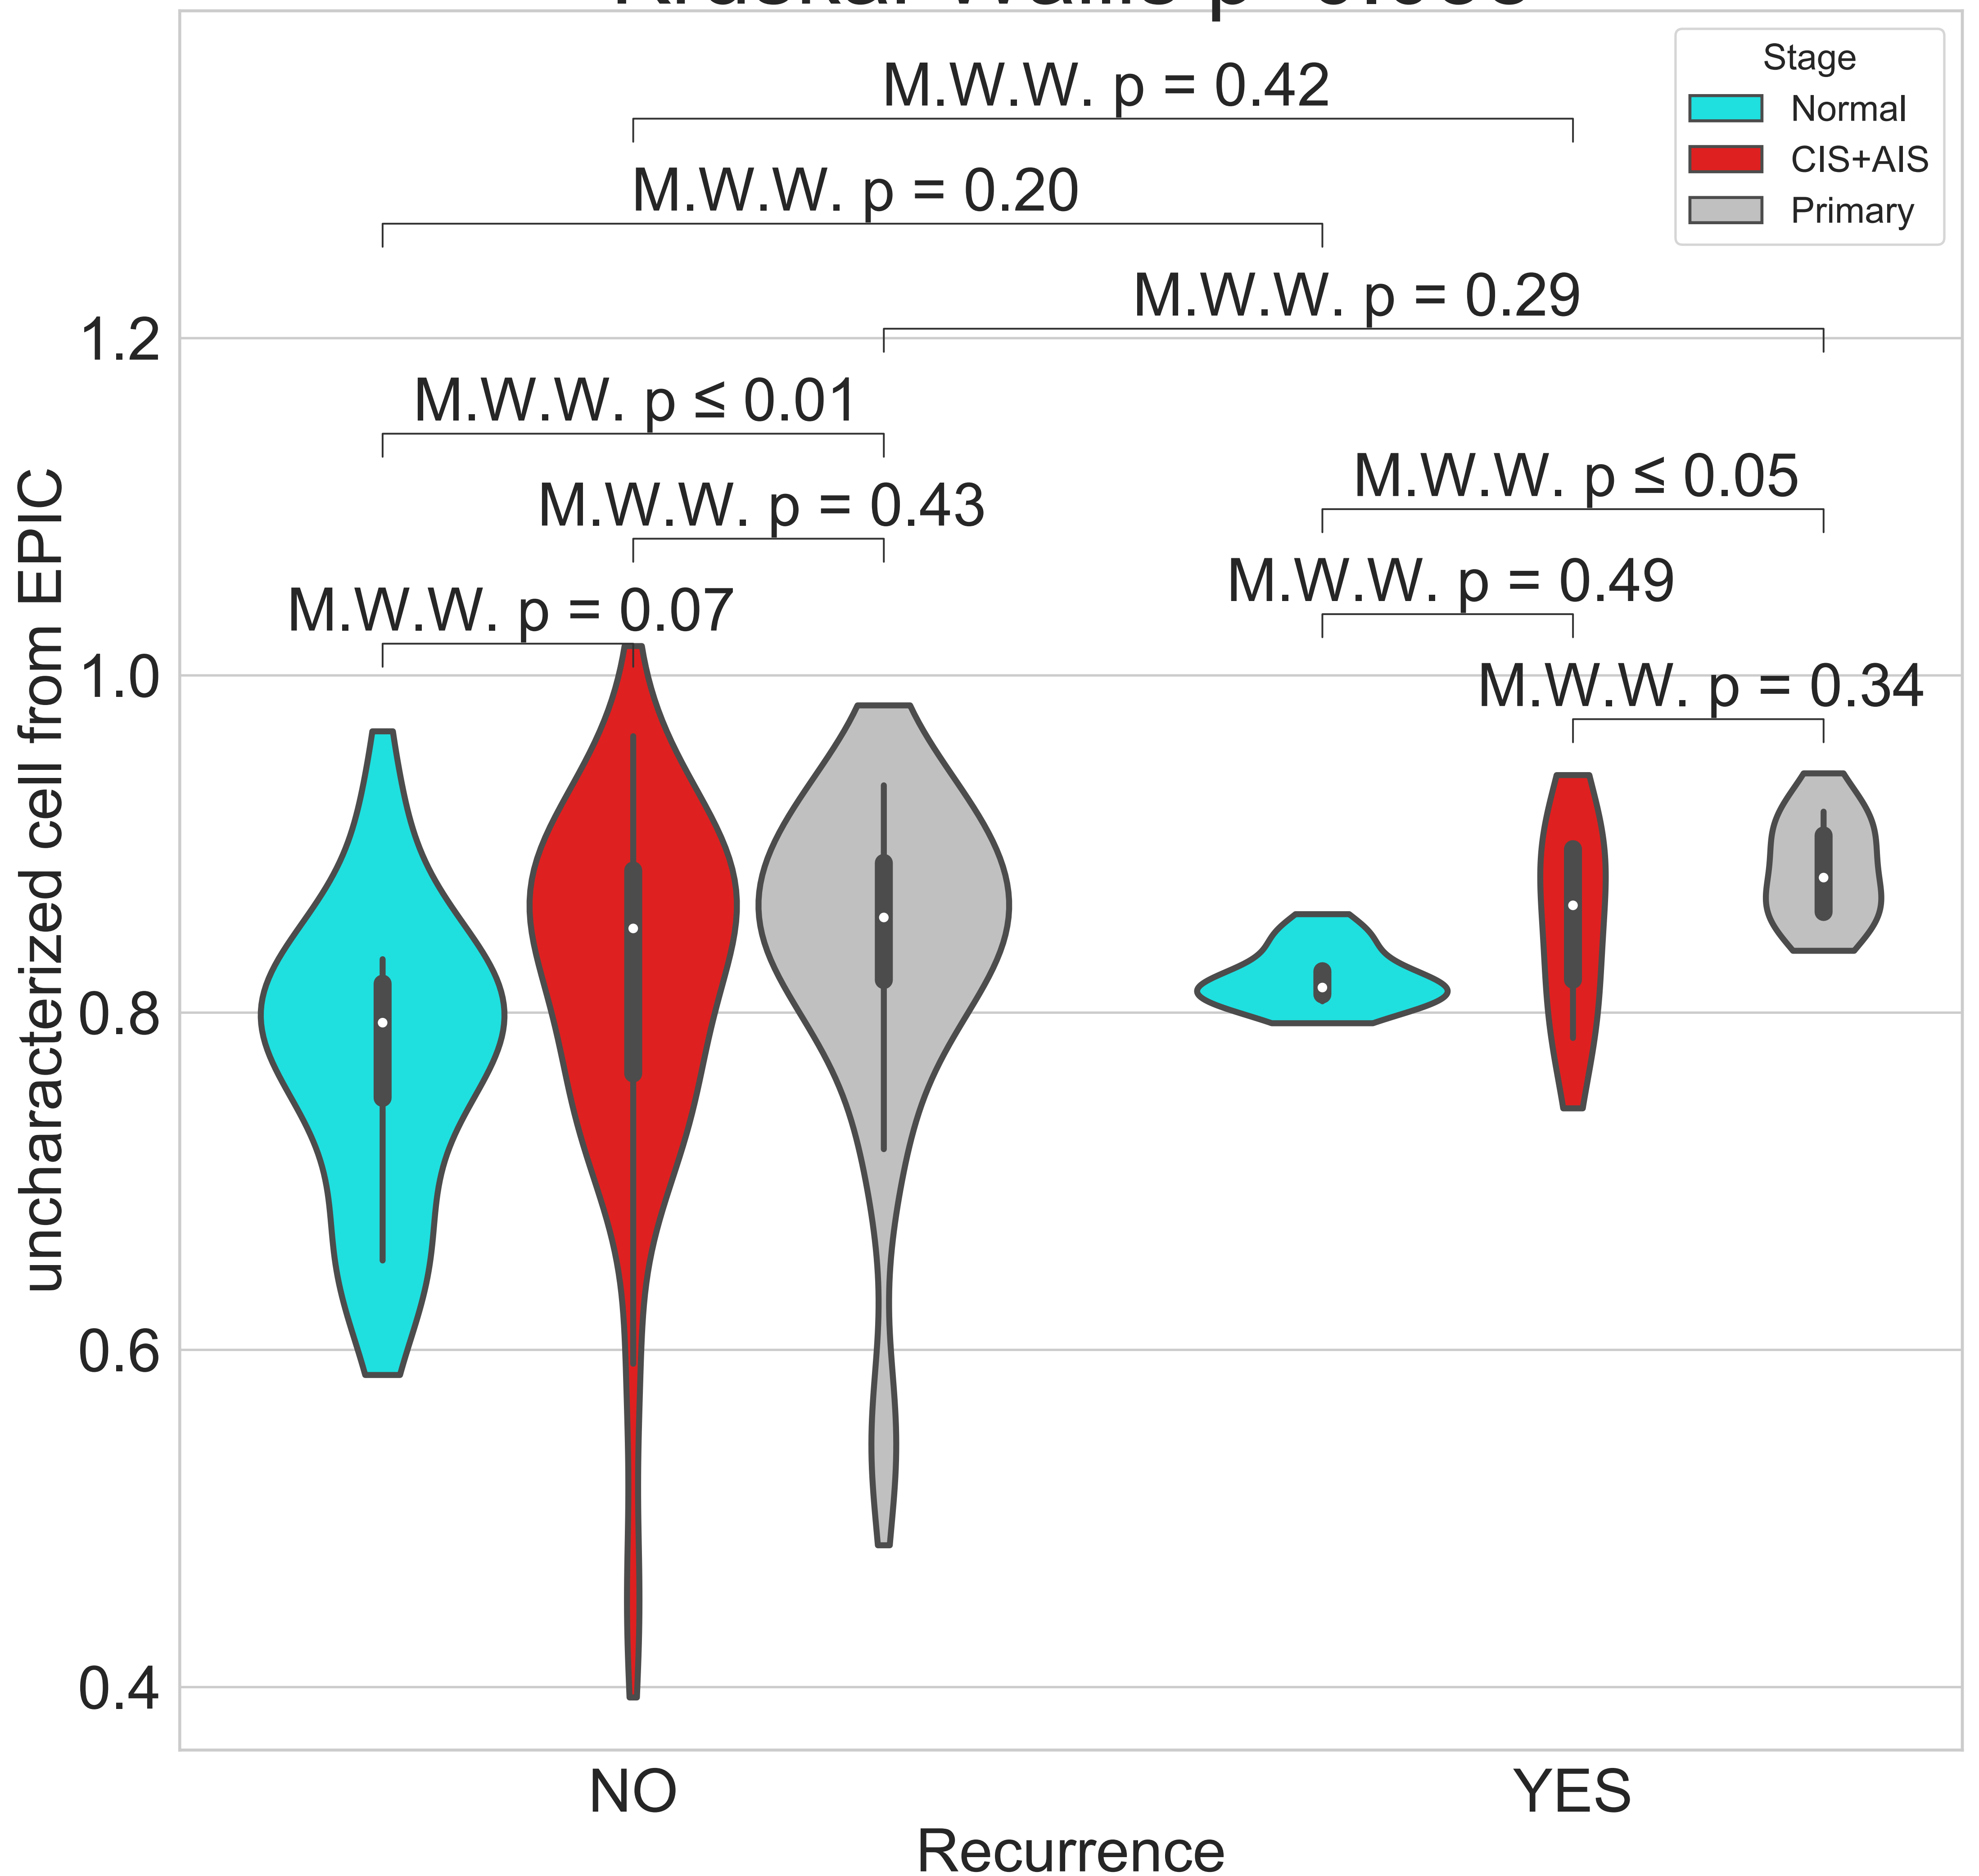 Stage
Normal
CIS+AIS
Primary
M.W.W. p = 0.42
M.W.W. p = 0.20
M.W.W. p = 0.29
M.W.W. p ≤ 0.01
M.W.W. p ≤ 0.05
M.W.W. p = 0.43
M.W.W. p = 0.49
M.W.W. p = 0.07
M.W.W. p = 0.34
uncharacterized cell from EPIC
1.2
1.0
0.8
0.6
0.4
NO
YES
Recurrence